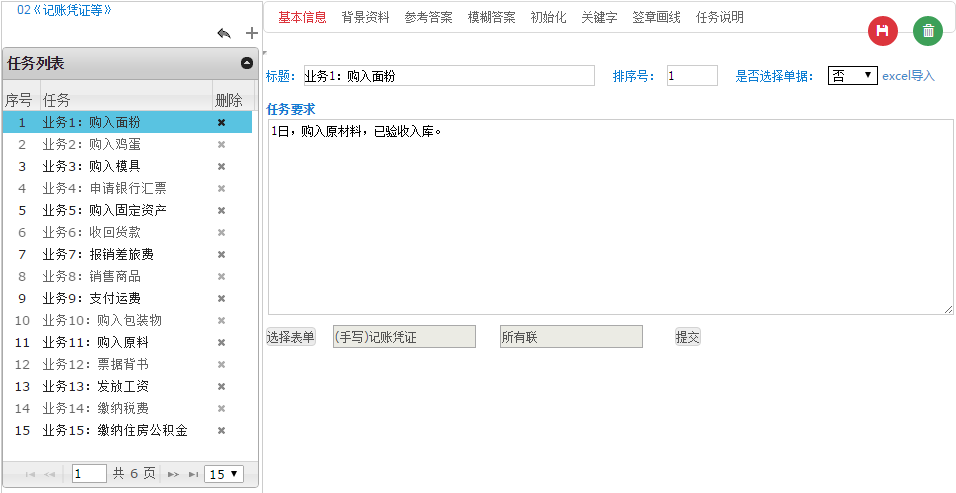 02《记账凭证等》
任务列表
序号 任务 删除
1 业务1：购入面粉
2 业务2：购入鸡蛋
3 业务3：购入模具
4 业务4：申请银行汇票
5 业务5：购入固定资产
6 业务6：收回货款
7 业务7：报销差旅费
8 业务8：销售商品
9 业务9：支付运费
10 业务10：购入包装物
11 业务11：购入原料
12 业务12：票据背书
13 业务13：发放工资
14 业务14：缴纳税费
15 业务15：缴纳住房公积金
1 共 6 页 15
基本信息 背景资料 参考答案 模糊答案 初始化 关键字 签章画线 任务说明
标题：业务1：购入面粉 排序号：1 是否选择单据：否 excel导入
任务要求
1日，购入原材料，已验收入库。
选择表单 (手写)记账凭证 所有联 提交